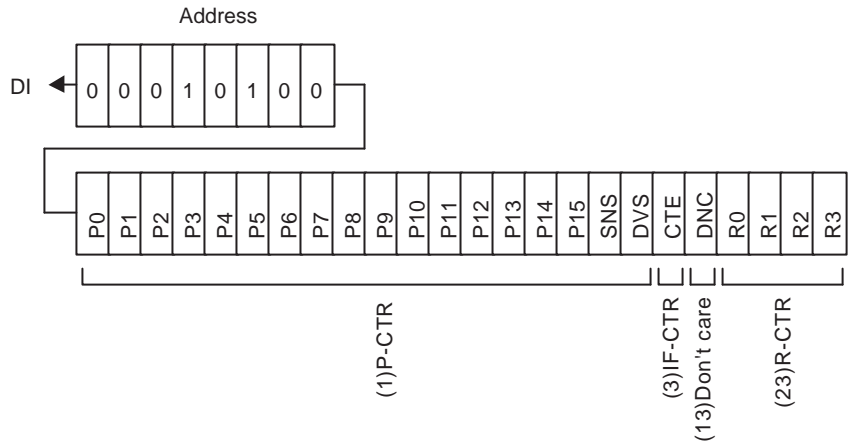 Address
DI 0 0 0 1 0 1 0 0
P0 P1 P2 P3 P4 P5 P6 P7 P8 P9 P10 P11 P12 P13 P14 P15 SNS DVS CTE DNC R0 R1 R2 R3
(1)P-CTR
(3)IF-CTR
(13)Don't care
(23)R-CTR